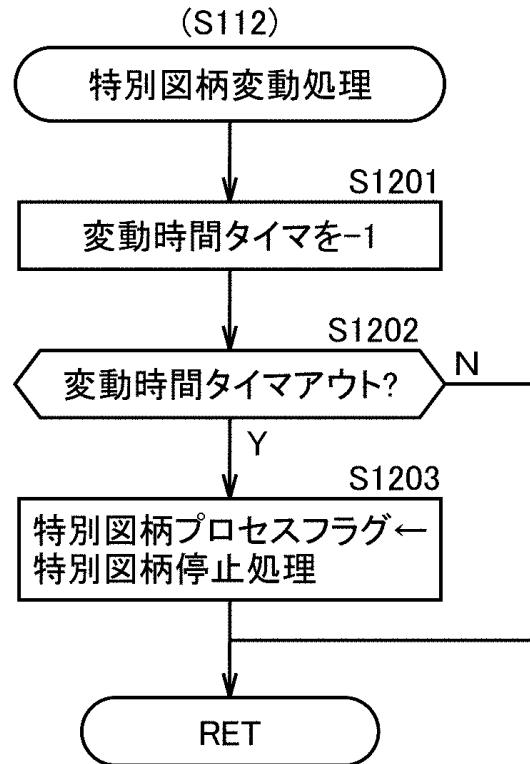 (S112)
特別図柄変動処理
S1201
変動時間タイマを-1
S1202
変動時間タイマアウト?
N
Y
S1203
特別図柄プロセスフラグ←
特別図柄停止処理
RET